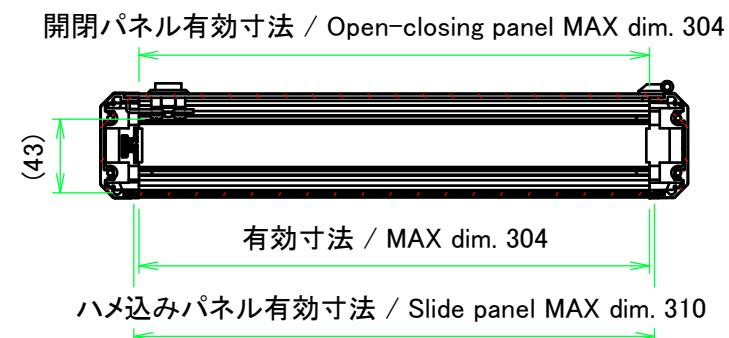 開閉パネル有効寸法 / Open-closing panel MAX dim. 304
(43)
有効寸法 / MAX dim. 304
ハメ込みパネル有効寸法 / Slide panel MAX dim. 310